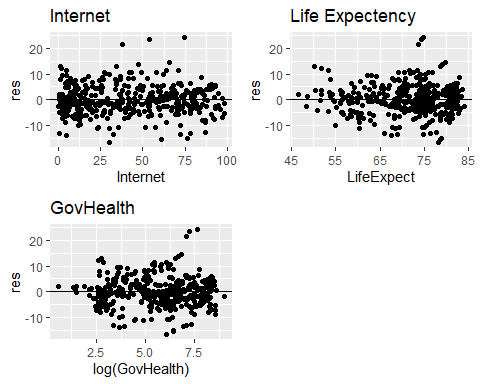 Internet
res
20
10
0
-10
0
25
50
75
100
Internet
Life Expectency
res
20
10
0
-10
45
55
65
75
85
LifeExpect
GovHealth
res
20
10
0
-10
2.5
5.0
7.5
log(GovHealth)